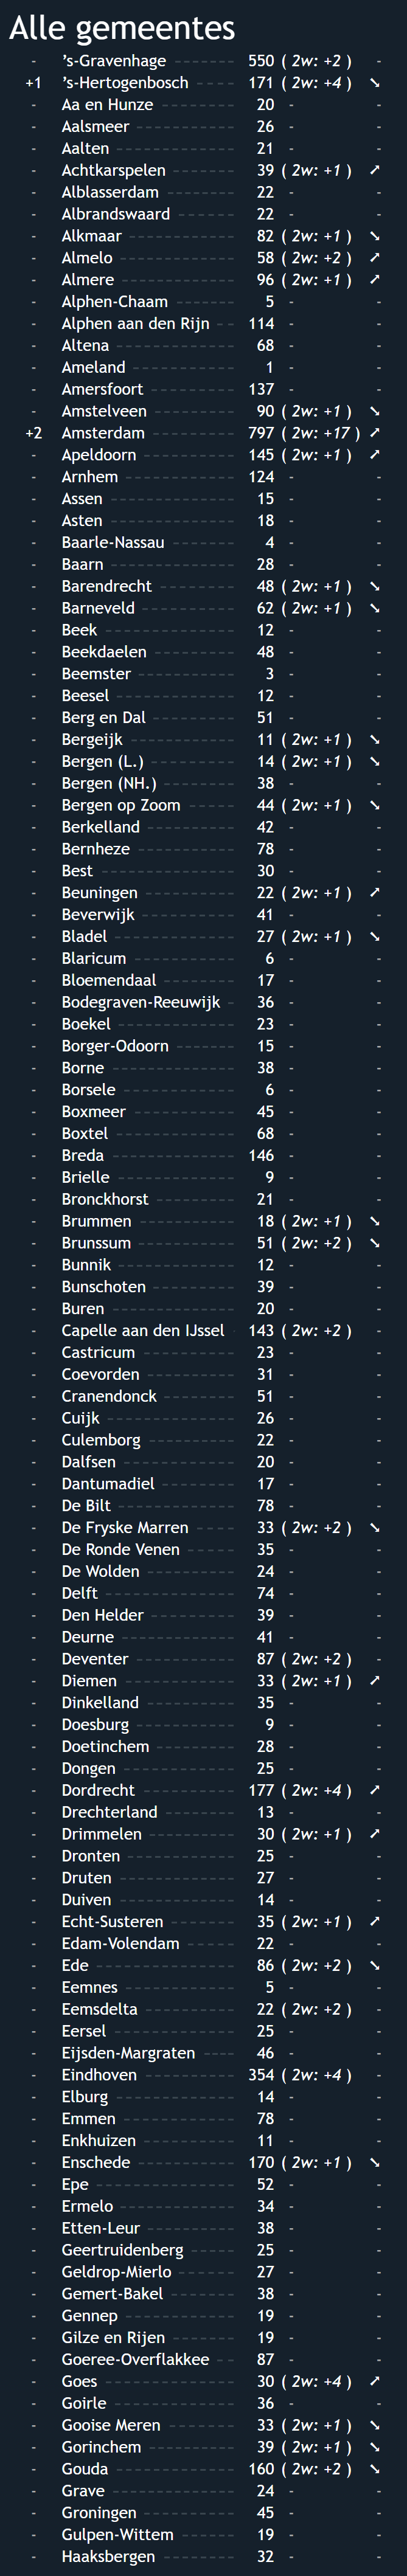 Alle gemeentes
- ’s-Gravenhage 550 ( 2w: +2 ) -
+1 ’s-Hertogenbosch 171 ( 2w: +4 ) ➘
- Aa en Hunze 20 - -
- Aalsmeer 26 - -
- Aalten 21 - -
- Achtkarspelen 39 ( 2w: +1 ) ➚
- Alblasserdam 22 - -
- Albrandswaard 22 - -
- Alkmaar 82 ( 2w: +1 ) ➘
- Almelo 58 ( 2w: +2 ) ➚
- Almere 96 ( 2w: +1 ) ➚
- Alphen-Chaam 5 - -
- Alphen aan den Rijn 114 - -
- Altena 68 - -
- Ameland 1 - -
- Amersfoort 137 - -
- Amstelveen 90 ( 2w: +1 ) ➘
+2 Amsterdam 797 ( 2w: +17 ) ➚
- Apeldoorn 145 ( 2w: +1 ) ➚
- Arnhem 124 - -
- Assen 15 - -
- Asten 18 - -
- Baarle-Nassau 4 - -
- Baarn 28 - -
- Barendrecht 48 ( 2w: +1 ) ➘
- Barneveld 62 ( 2w: +1 ) ➘
- Beek 12 - -
- Beekdaelen 48 - -
- Beemster 3 - -
- Beesel 12 - -
- Berg en Dal 51 - -
- Bergeijk 11 ( 2w: +1 ) ➘
- Bergen (L.) 14 ( 2w: +1 ) ➘
- Bergen (NH.) 38 - -
- Bergen op Zoom 44 ( 2w: +1 ) ➘
- Berkelland 42 - -
- Bernheze 78 - -
- Best 30 - -
- Beuningen 22 ( 2w: +1 ) ➚
- Beverwijk 41 - -
- Bladel 27 ( 2w: +1 ) ➘
- Blaricum 6 - -
- Bloemendaal 17 - -
- Bodegraven-Reeuwijk 36 - -
- Boekel 23 - -
- Borger-Odoorn 15 - -
- Borne 38 - -
- Borsele 6 - -
- Boxmeer 45 - -
- Boxtel 68 - -
- Breda 146 - -
- Brielle 9 - -
- Bronckhorst 21 - -
- Brummen 18 ( 2w: +1 ) ➘
- Brunssum 51 ( 2w: +2 ) ➘
- Bunnik 12 - -
- Bunschoten 39 - -
- Buren 20 - -
- Capelle aan den IJssel 143 ( 2w: +2 ) -
- Castricum 23 - -
- Coevorden 31 - -
- Cranendonck 51 - -
- Cuijk 26 - -
- Culemborg 22 - -
- Dalfsen 20 - -
- Dantumadiel 17 - -
- De Bilt 78 - -
- De Fryske Marren 33 ( 2w: +2 ) ➘
- De Ronde Venen 35 - -
- De Wolden 24 - -
- Delft 74 - -
- Den Helder 39 - -
- Deurne 41 - -
- Deventer 87 ( 2w: +2 ) -
- Diemen 33 ( 2w: +1 ) ➚
- Dinkelland 35 - -
- Doesburg 9 - -
- Doetinchem 28 - -
- Dongen 25 - -
- Dordrecht 177 ( 2w: +4 ) ➚
- Drechterland 13 - -
- Drimmelen 30 ( 2w: +1 ) ➚
- Dronten 25 - -
- Druten 27 - -
- Duiven 14 - -
- Echt-Susteren 35 ( 2w: +1 ) ➚
- Edam-Volendam 22 - -
- Ede 86 ( 2w: +2 ) ➘
- Eemnes 5 - -
- Eemsdelta 22 ( 2w: +2 ) -
- Eersel 25 - -
- Eijsden-Margraten 46 - -
- Eindhoven 354 ( 2w: +4 ) -
- Elburg 14 - -
- Emmen 78 - -
- Enkhuizen 11 - -
- Enschede 170 ( 2w: +1 ) ➘
- Epe 52 - -
- Ermelo 34 - -
- Etten-Leur 38 - -
- Geertruidenberg 25 - -
- Geldrop-Mierlo 27 - -
- Gemert-Bakel 38 - -
- Gennep 19 - -
- Gilze en Rijen 19 - -
- Goeree-Overflakkee 87 - -
- Goes 30 ( 2w: +4 ) ➚
- Goirle 36 - -
- Gooise Meren 33 ( 2w: +1 ) ➘
- Gorinchem 39 ( 2w: +1 ) ➘
- Gouda 160 ( 2w: +2 ) ➘
- Grave 24 - -
- Groningen 45 - -
- Gulpen-Wittem 19 - -
- Haaksbergen 32 - -